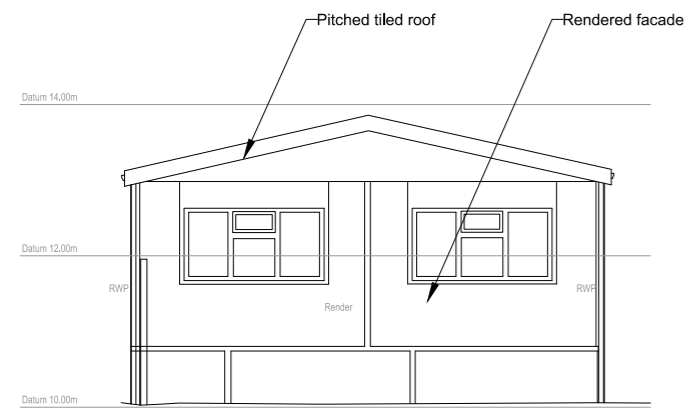 Pitched tiled roof
Rendered facade
Datum 14.00m
Datum 12.00m
RWP
RWP
Render
Datum 10.00m